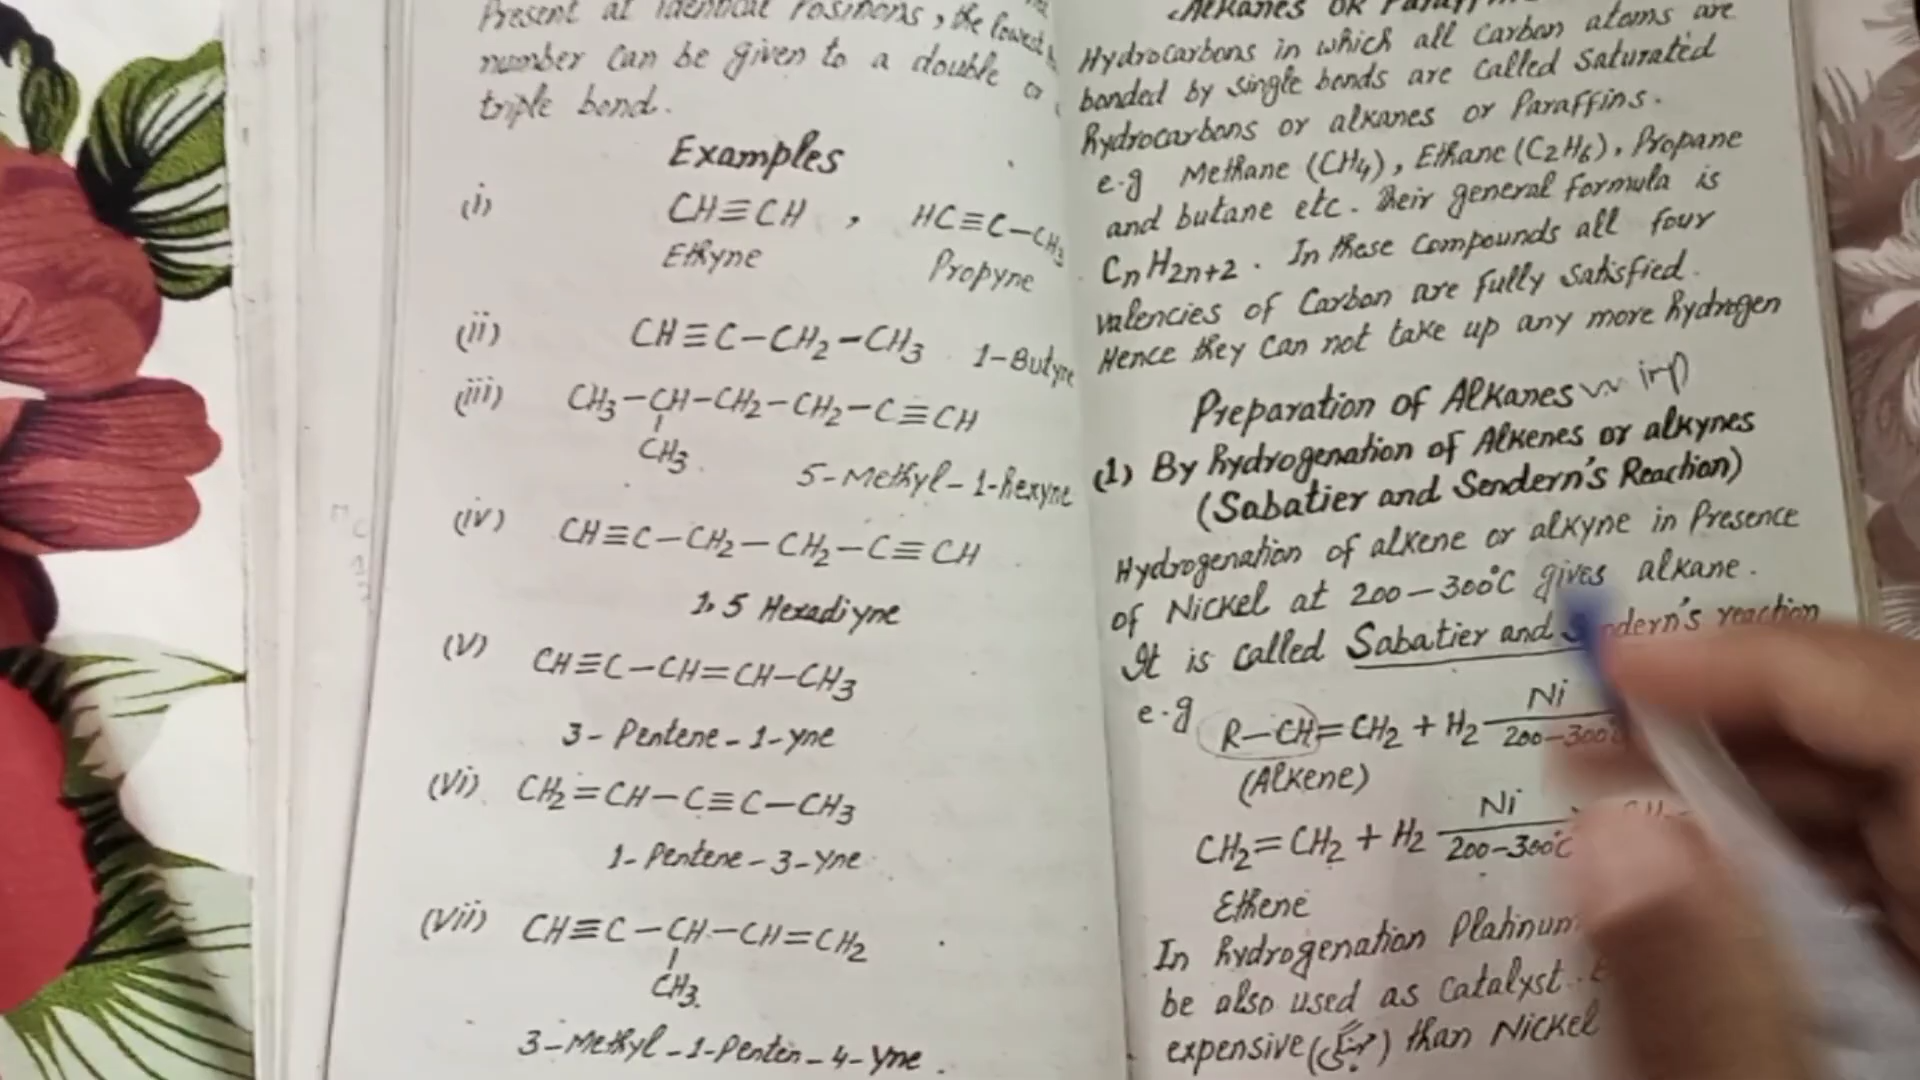 Present at identical Positions, the lowest
number can be given to a double or
triple bond.
Examples
(i) CH≡CH , HC≡C-CH3
Ethyne Propyne
(ii) CH≡C-CH2-CH3 1-Butyne
(iii) CH3-CH-CH2-CH2-C≡CH
CH3
5-Methyl-1-hexyne
(iv) CH≡C-CH2-CH2-C≡CH
1,5 Hexadiyne
(V) CH≡C-CH=CH-CH3
3-Pentene-1-yne
(Vi) CH2=CH-C≡C-CH3
1-Pentene-3-yne
(Vii) CH≡C-CH-CH=CH2
CH3
3-Methyl-1-Penten-4-yne
Alkanes or
Hydrocarbons in which all Carbon atoms are
bonded by single bonds are called Saturated
hydrocarbons or alkanes or Paraffins.
e.g Methane (CH4), Ethane (C2H6), Propane
and butane etc. Their general formula is
CnH2n+2. In these Compounds all four
valencies of Carbon are fully Satisfied.
Hence they can not take up any more hydrogen
Preparation of Alkanes imp
(1) By hydrogenation of Alkenes or alkynes
(Sabatier and Sendern's Reaction)
Hydrogenation of alkene or alkyne in Presence
of Nickel at 200-300°C gives alkane.
It is called Sabatier and Sendern's reaction
e.g R-CH=CH2 + H2 Ni 200-300°
(Alkene)
CH2=CH2 + H2 Ni 200-300°C
Ethene
In hydrogenation Platinum
be also used as catalyst.
expensive () than Nickel